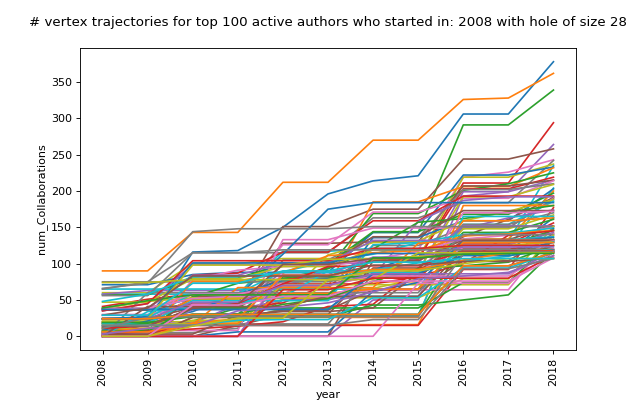 # vertex trajectories for top 100 active authors who started in: 2008 with hole of size 28
350
300
250
200
150
100
50
0
num_Collaborations
2008 2009 2010 2011 2012 2013 2014 2015 2016 2017 2018
year